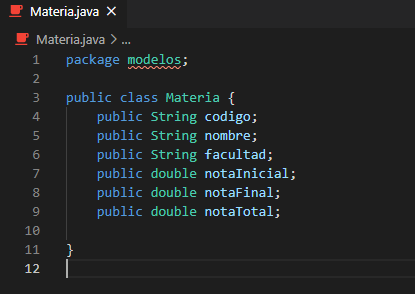 Materia.java ×
Materia.java > ...
1 package modelos;
2
3 public class Materia {
4 public String codigo;
5 public String nombre;
6 public String facultad;
7 public double notaInicial;
8 public double notaFinal;
9 public double notaTotal;
10
11 }
12